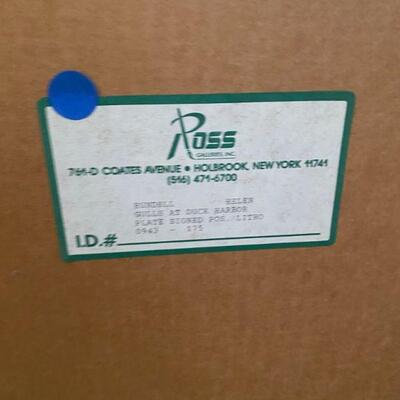 Ross
GALLERIES, INC.
761-D COATES AVENUE • HOLBROOK, NEW YORK 11741
(516) 471-6700
RUNDELL HELEN
GULLS AT DUCK HARBOR
PLATE SIGNED POS./LITHO
0943 - 175
I.D.#